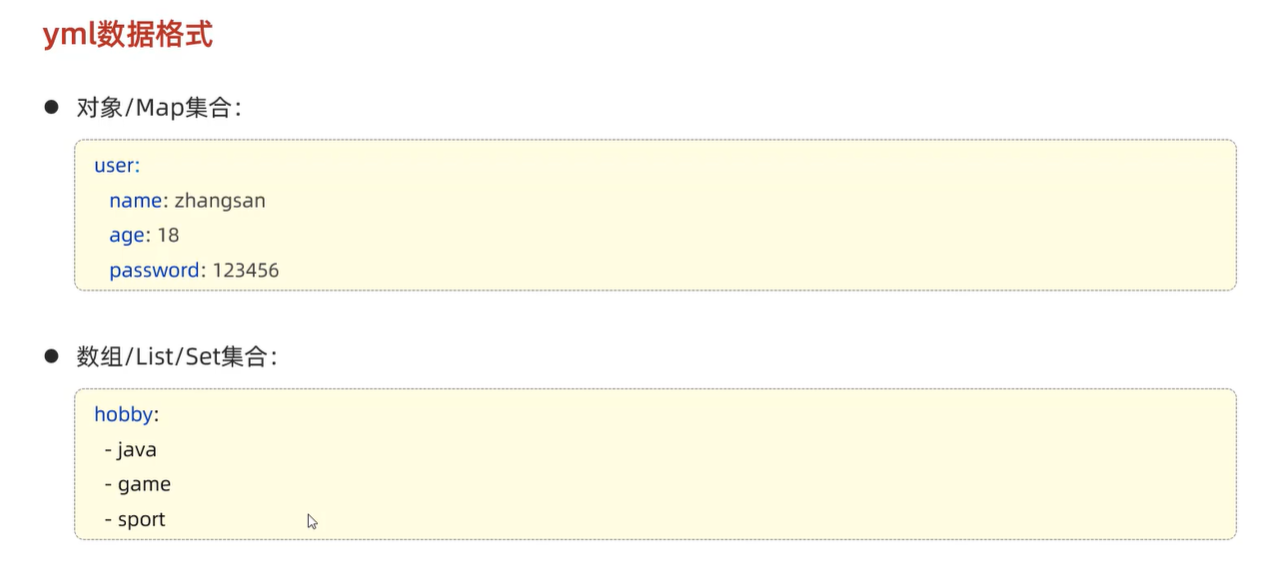 yml数据格式
● 对象/Map集合：
user:
name: zhangsan
age: 18
password: 123456
● 数组/List/Set集合：
hobby:
- java
- game
- sport